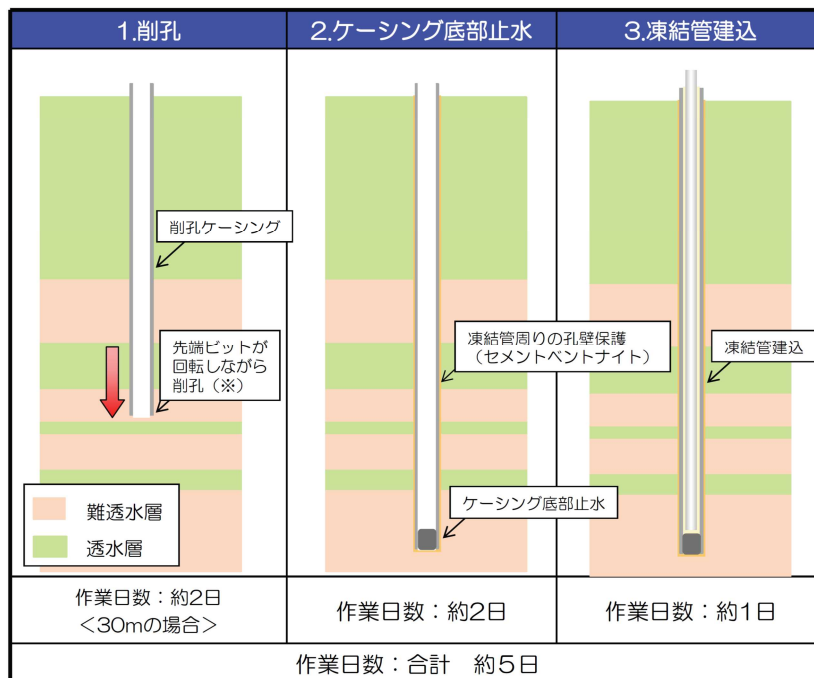 1.削孔
2.ケーシング底部止水
3.凍結管建込
削孔ケーシング
先端ビットが
回転しながら
削孔（※）
難透水層
透水層
凍結管周りの孔壁保護
（セメントベントナイト）
ケーシング底部止水
凍結管建込
作業日数：約2日
＜30mの場合＞
作業日数：約2日
作業日数：約1日
作業日数：合計　約5日